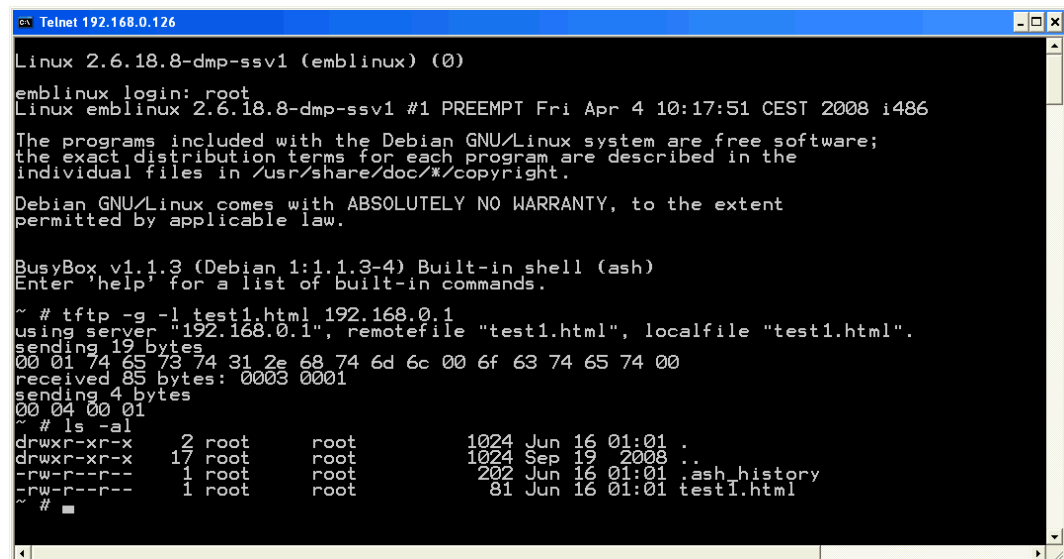 Telnet 192.168.0.126
Linux 2.6.18.8-dmp-ssv1 (emblinux) (0)
emblinux login: root
Linux emblinux 2.6.18.8-dmp-ssv1 #1 PREEMPT Fri Apr 4 10:17:51 CEST 2008 i486
The programs included with the Debian GNU/Linux system are free software;
the exact distribution terms for each program are described in the
individual files in /usr/share/doc/*/copyright.
Debian GNU/Linux comes with ABSOLUTELY NO WARRANTY, to the extent
permitted by applicable law.
BusyBox v1.1.3 (Debian 1:1.1.3-4) Built-in shell (ash)
Enter 'help' for a list of built-in commands.
~ # tftp -g -l test1.html 192.168.0.1
using server "192.168.0.1", remotefile "test1.html", localfile "test1.html".
sending 19 bytes
00 01 74 65 73 74 31 2e 68 74 6d 6c 00 6f 63 74 65 74 00
received 85 bytes: 0003 0001
sending 4 bytes
00 04 00 01
~ # ls -al
drwxr-xr-x    2 root     root         1024 Jun 16 01:01 .
drwxr-xr-x   17 root     root         1024 Sep 19  2008 ..
-rw-r--r--    1 root     root          202 Jun 16 01:01 .ash_history
-rw-r--r--    1 root     root           81 Jun 16 01:01 test1.html
~ #